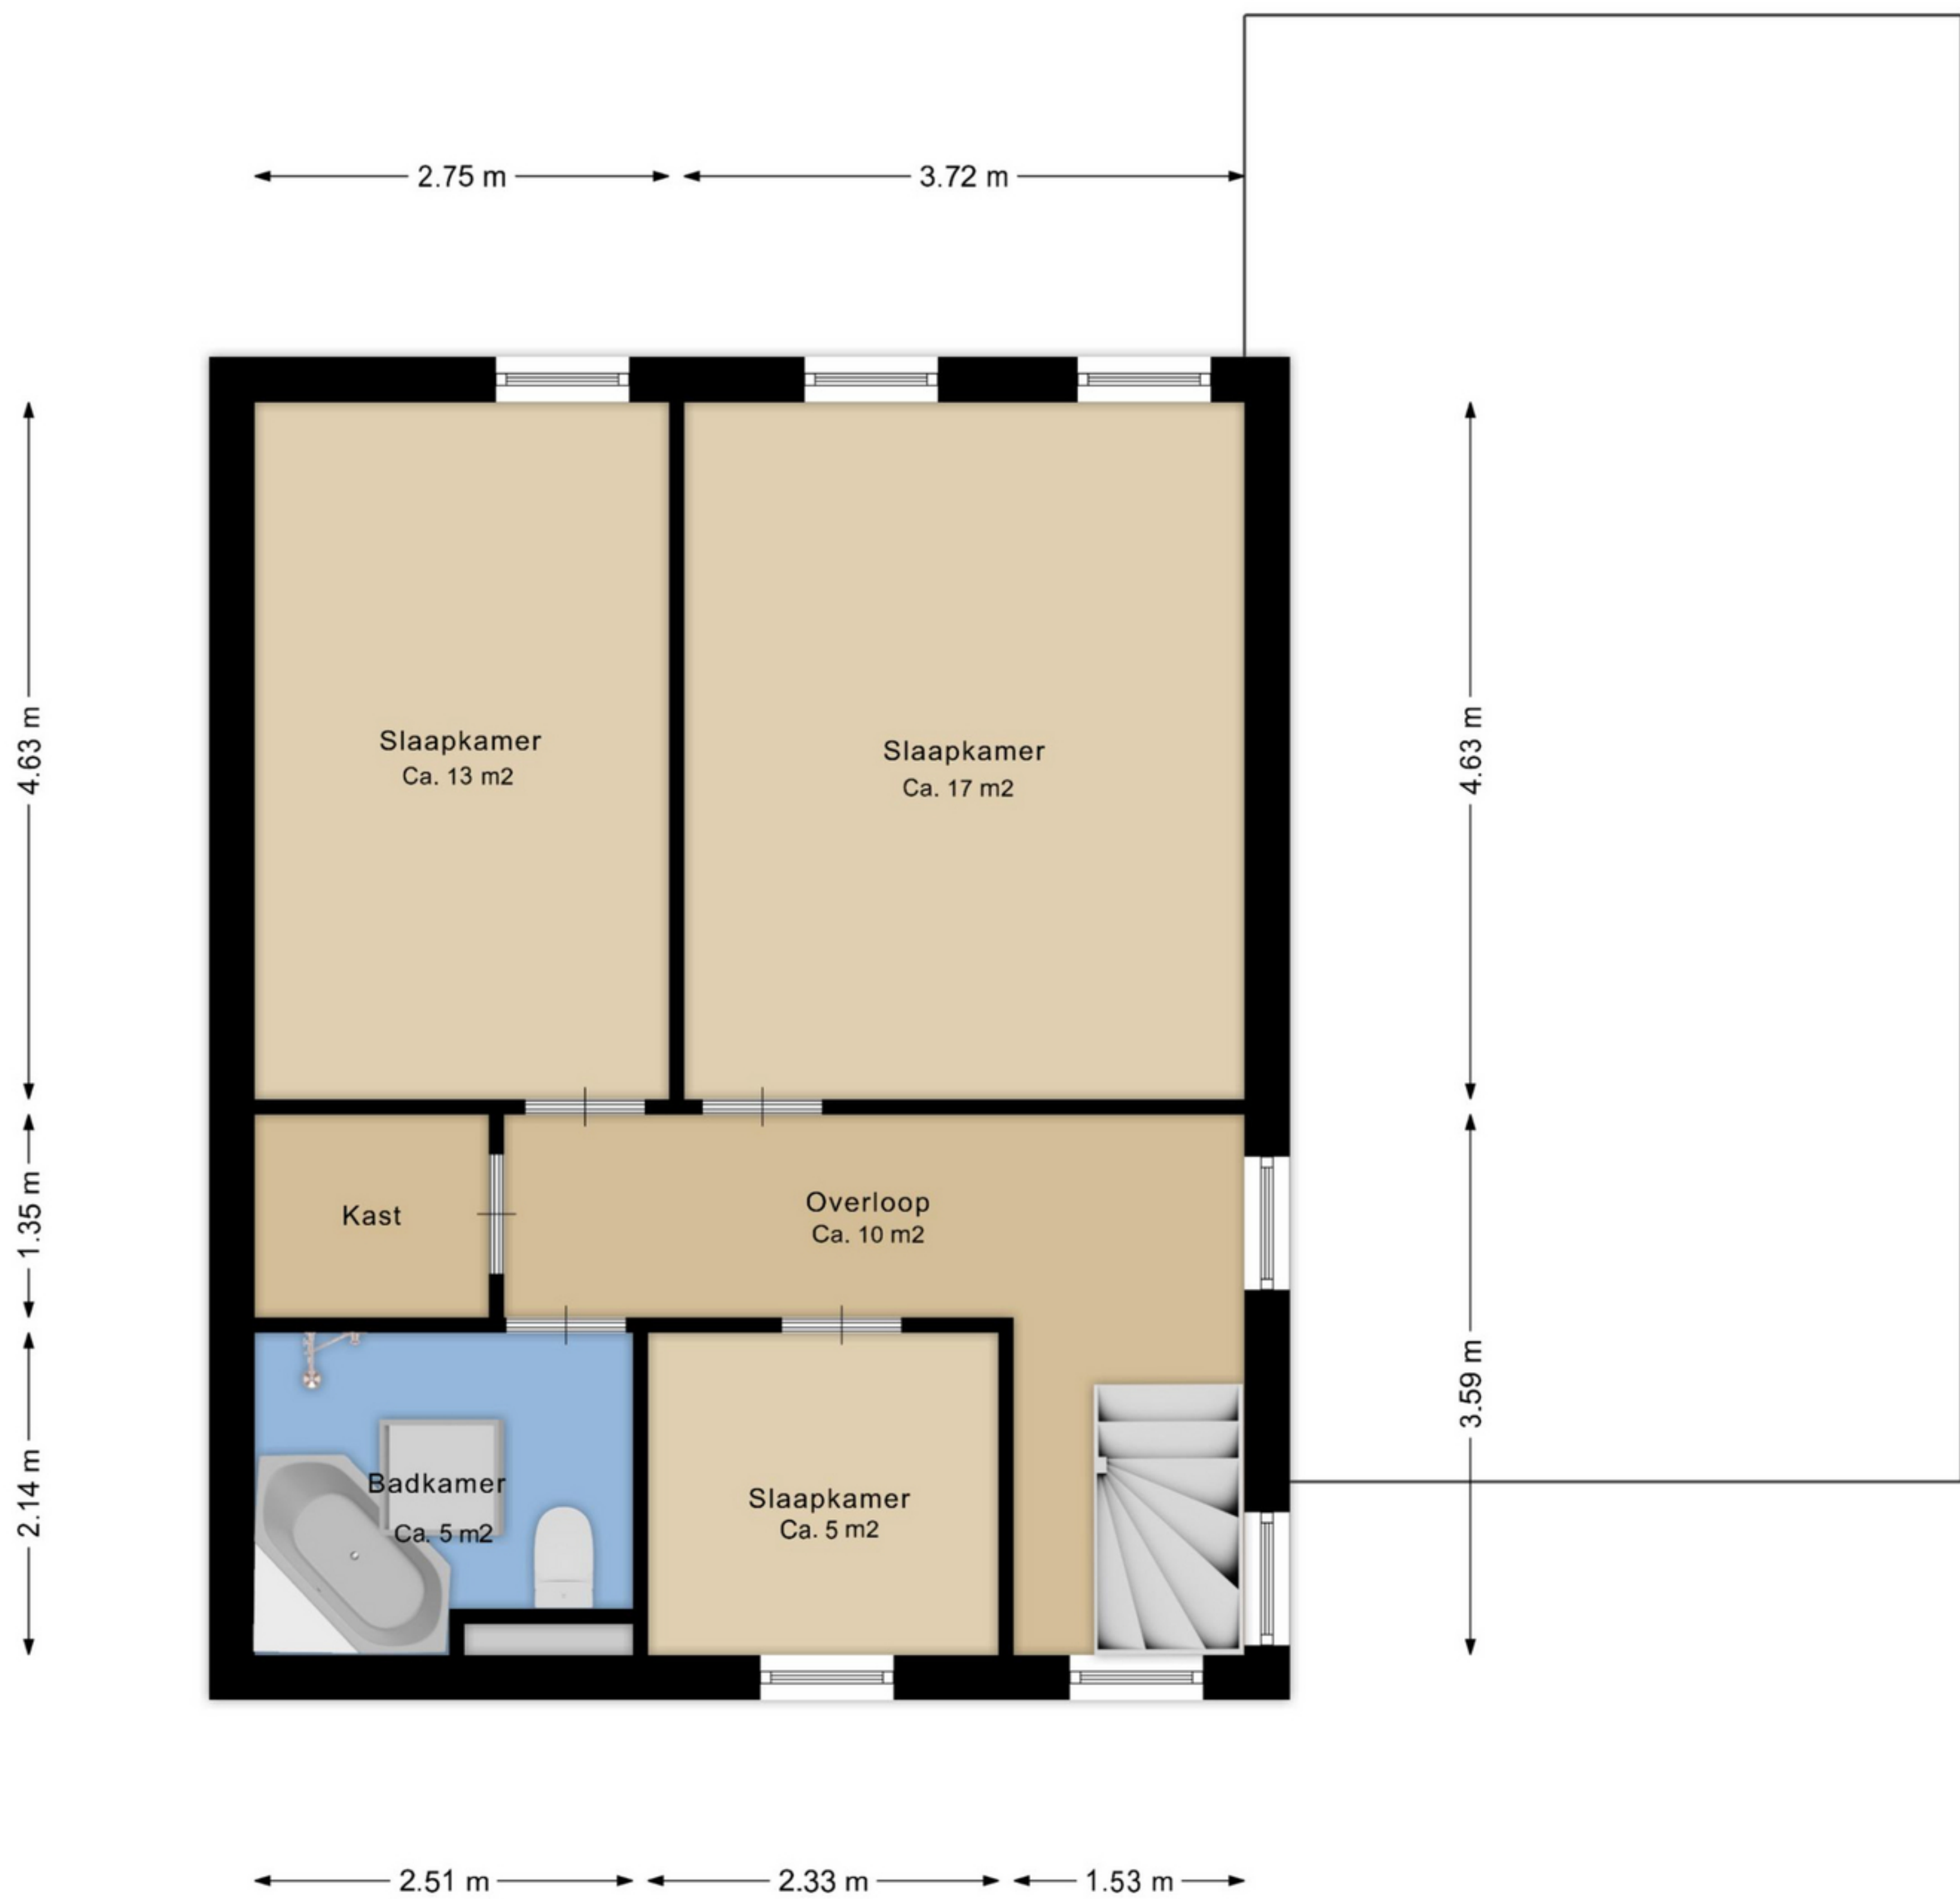 2.75 m
3.72 m
4.63 m
4.63 m
Slaapkamer
Ca. 13 m2
Slaapkamer
Ca. 17 m2
1.35 m
Kast
Overloop
Ca. 10 m2
3.59 m
2.14 m
Badkamer
Ca. 5 m2
Slaapkamer
Ca. 5 m2
2.51 m
2.33 m
1.53 m